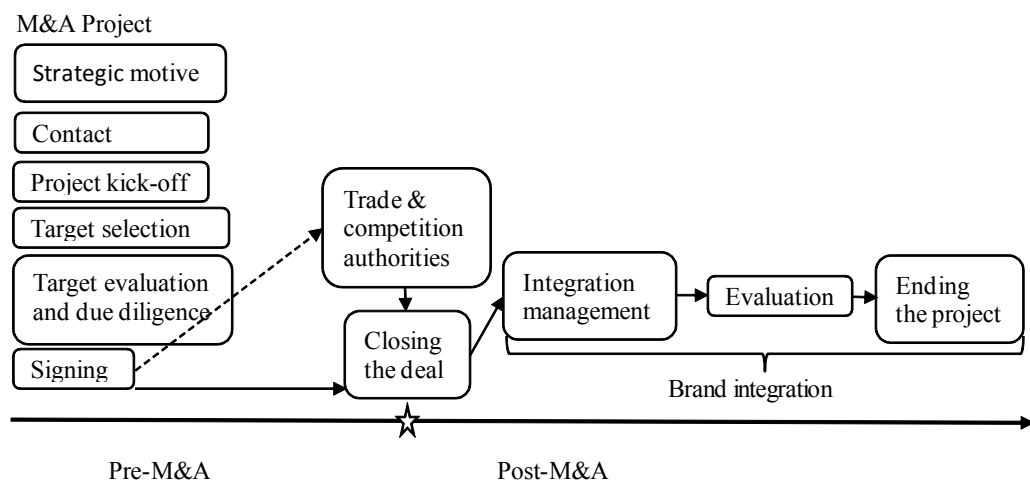 M&A Project
Strategic motive
Contact
Project kick-off
Target selection
Target evaluation
and due diligence
Signing
Trade &
competition
authorities
Closing
the deal
Integration
management
Evaluation
Ending
the project
Brand integration
Pre-M&A
Post-M&A